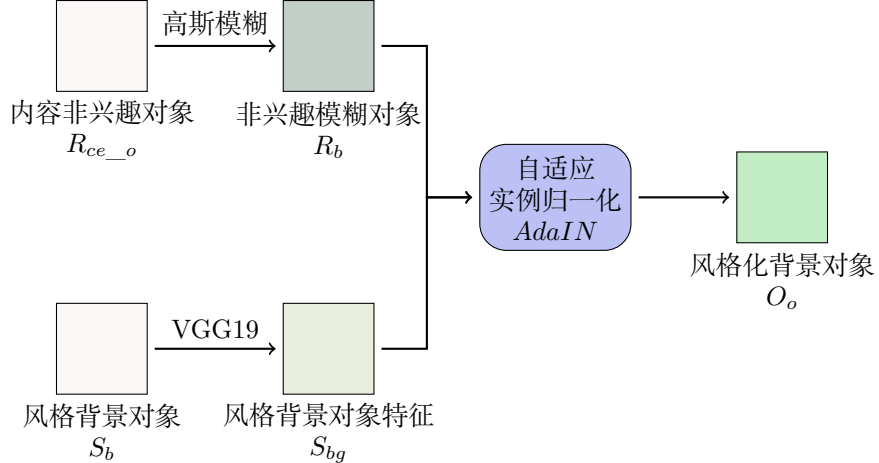 高斯模糊
内容非兴趣对象
R_{ce\_o}
非兴趣模糊对象
R_b
自适应
实例归一化
AdaIN
风格化背景对象
O_o
VGG19
风格背景对象
S_b
风格背景对象特征
S_{bg}